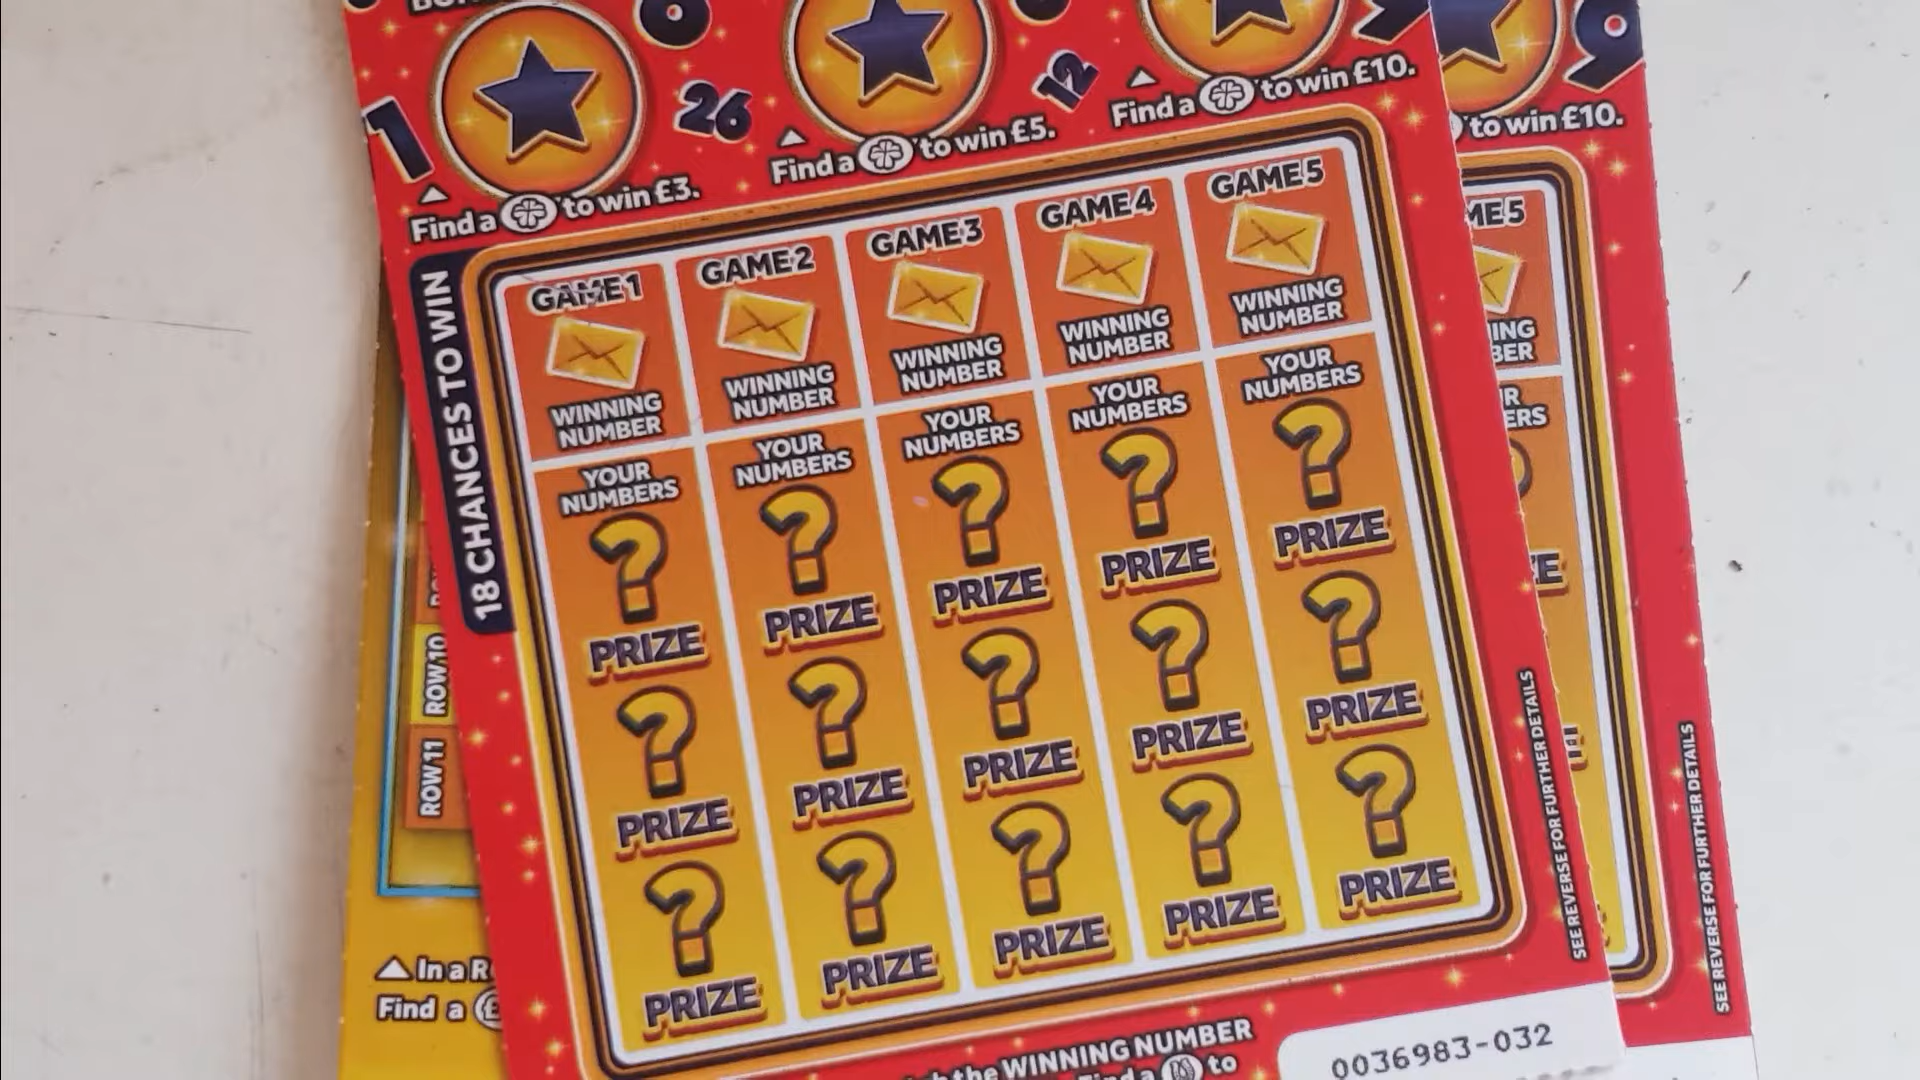 1
26
12
9
Find a to win £3.
Find a to win £5.
Find a to win £10.
to win £10.
18 CHANCES TO WIN
GAME 1
GAME 2
GAME 3
GAME 4
GAME 5
WINNING
NUMBER
WINNING
NUMBER
WINNING
NUMBER
WINNING
NUMBER
WINNING
NUMBER
YOUR
NUMBERS
YOUR
NUMBERS
YOUR
NUMBERS
YOUR
NUMBERS
YOUR
NUMBERS
? ? ? ? ?
PRIZE PRIZE PRIZE PRIZE PRIZE
? ? ? ? ?
PRIZE PRIZE PRIZE PRIZE PRIZE
? ? ? ? ?
PRIZE PRIZE PRIZE PRIZE PRIZE
ROW 10
ROW 11
In a R
Find a £
the WINNING NUMBER
Find a to
0036983-032
SEE REVERSE FOR FURTHER DETAILS
SEE REVERSE FOR FURTHER DETAILS